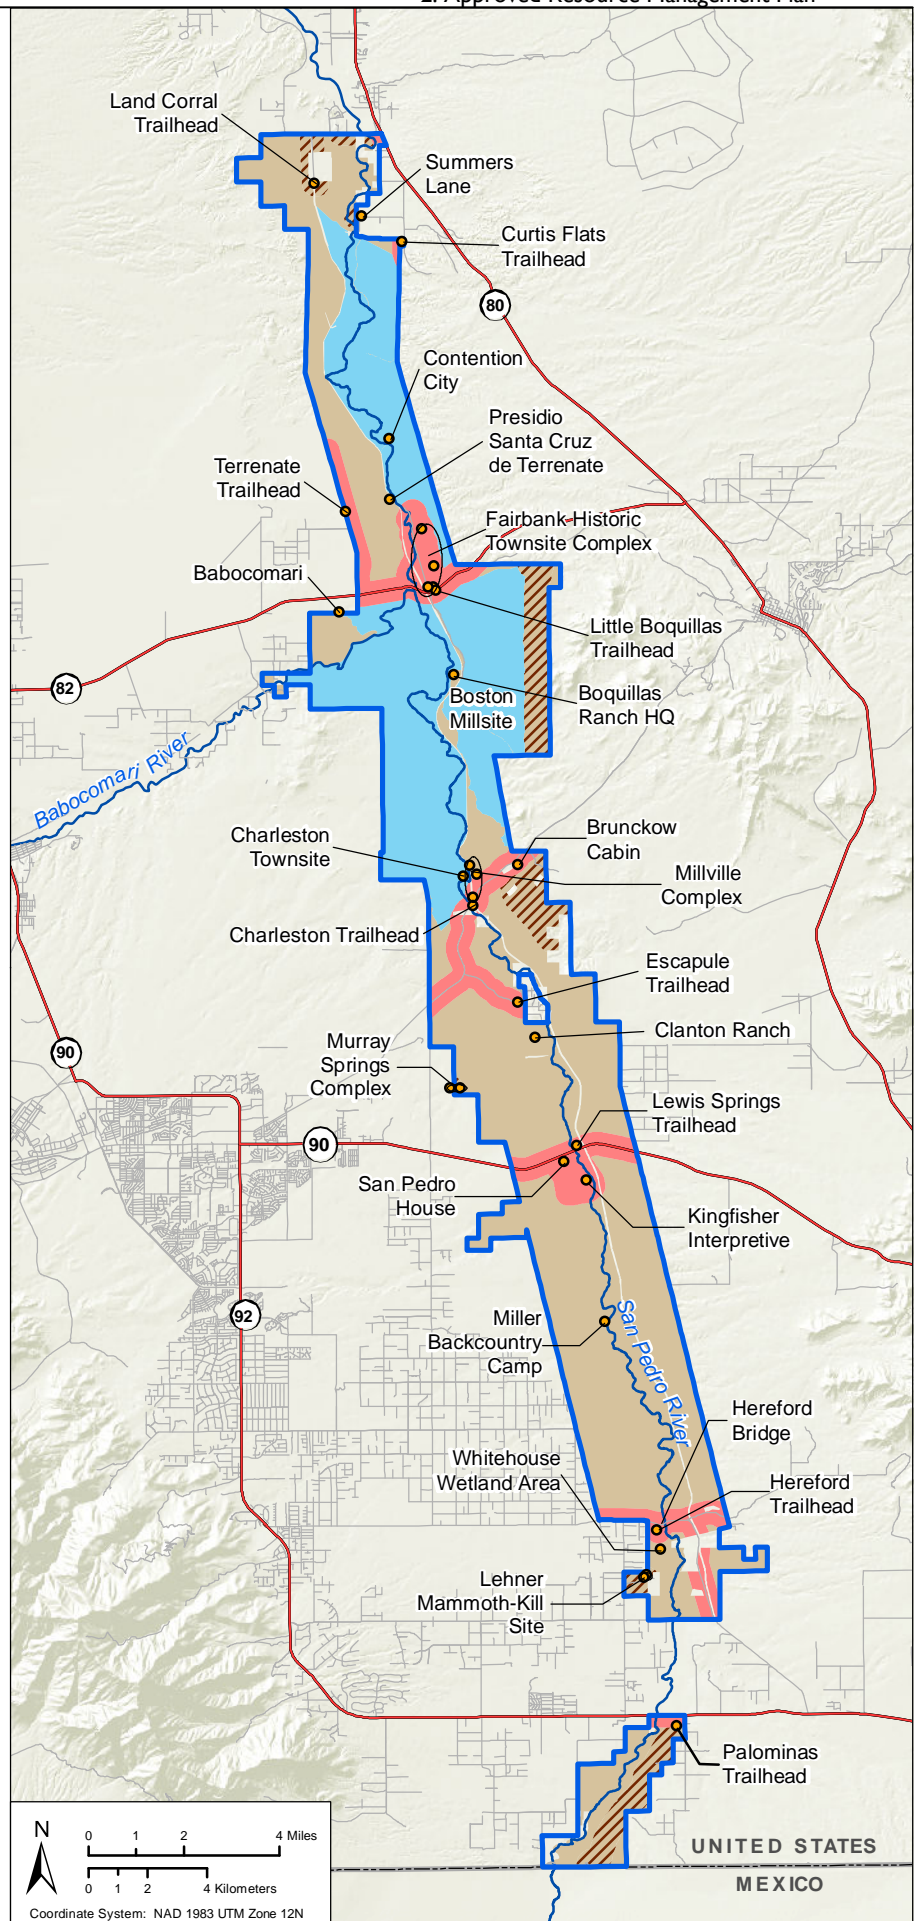 2. Approved Resource Management Plan
Land Corral
Trailhead
Summers
Lane
Curtis Flats
Trailhead
80
Contention
City
Presidio
Santa Cruz
de Terrenate
Terrenate
Trailhead
Fairbank Historic
Townsite Complex
Babocomari
Little Boquillas
Trailhead
82
Boston
Millsite
Boquillas
Ranch HQ
Babocomari River
Charleston
Townsite
Brunckow
Cabin
Millville
Complex
Charleston Trailhead
Escapule
Trailhead
Clanton Ranch
90
Murray
Springs
Complex
Lewis Springs
Trailhead
90
San Pedro
House
Kingfisher
Interpretive
92
Miller
Backcountry
Camp
San Pedro River
Hereford
Bridge
Whitehouse
Wetland Area
Hereford
Trailhead
Lehner
Mammoth-Kill
Site
Palominas
Trailhead
UNITED STATES
MEXICO
N
0 1 2 4 Miles
0 1 2 4 Kilometers
Coordinate System: NAD 1983 UTM Zone 12N